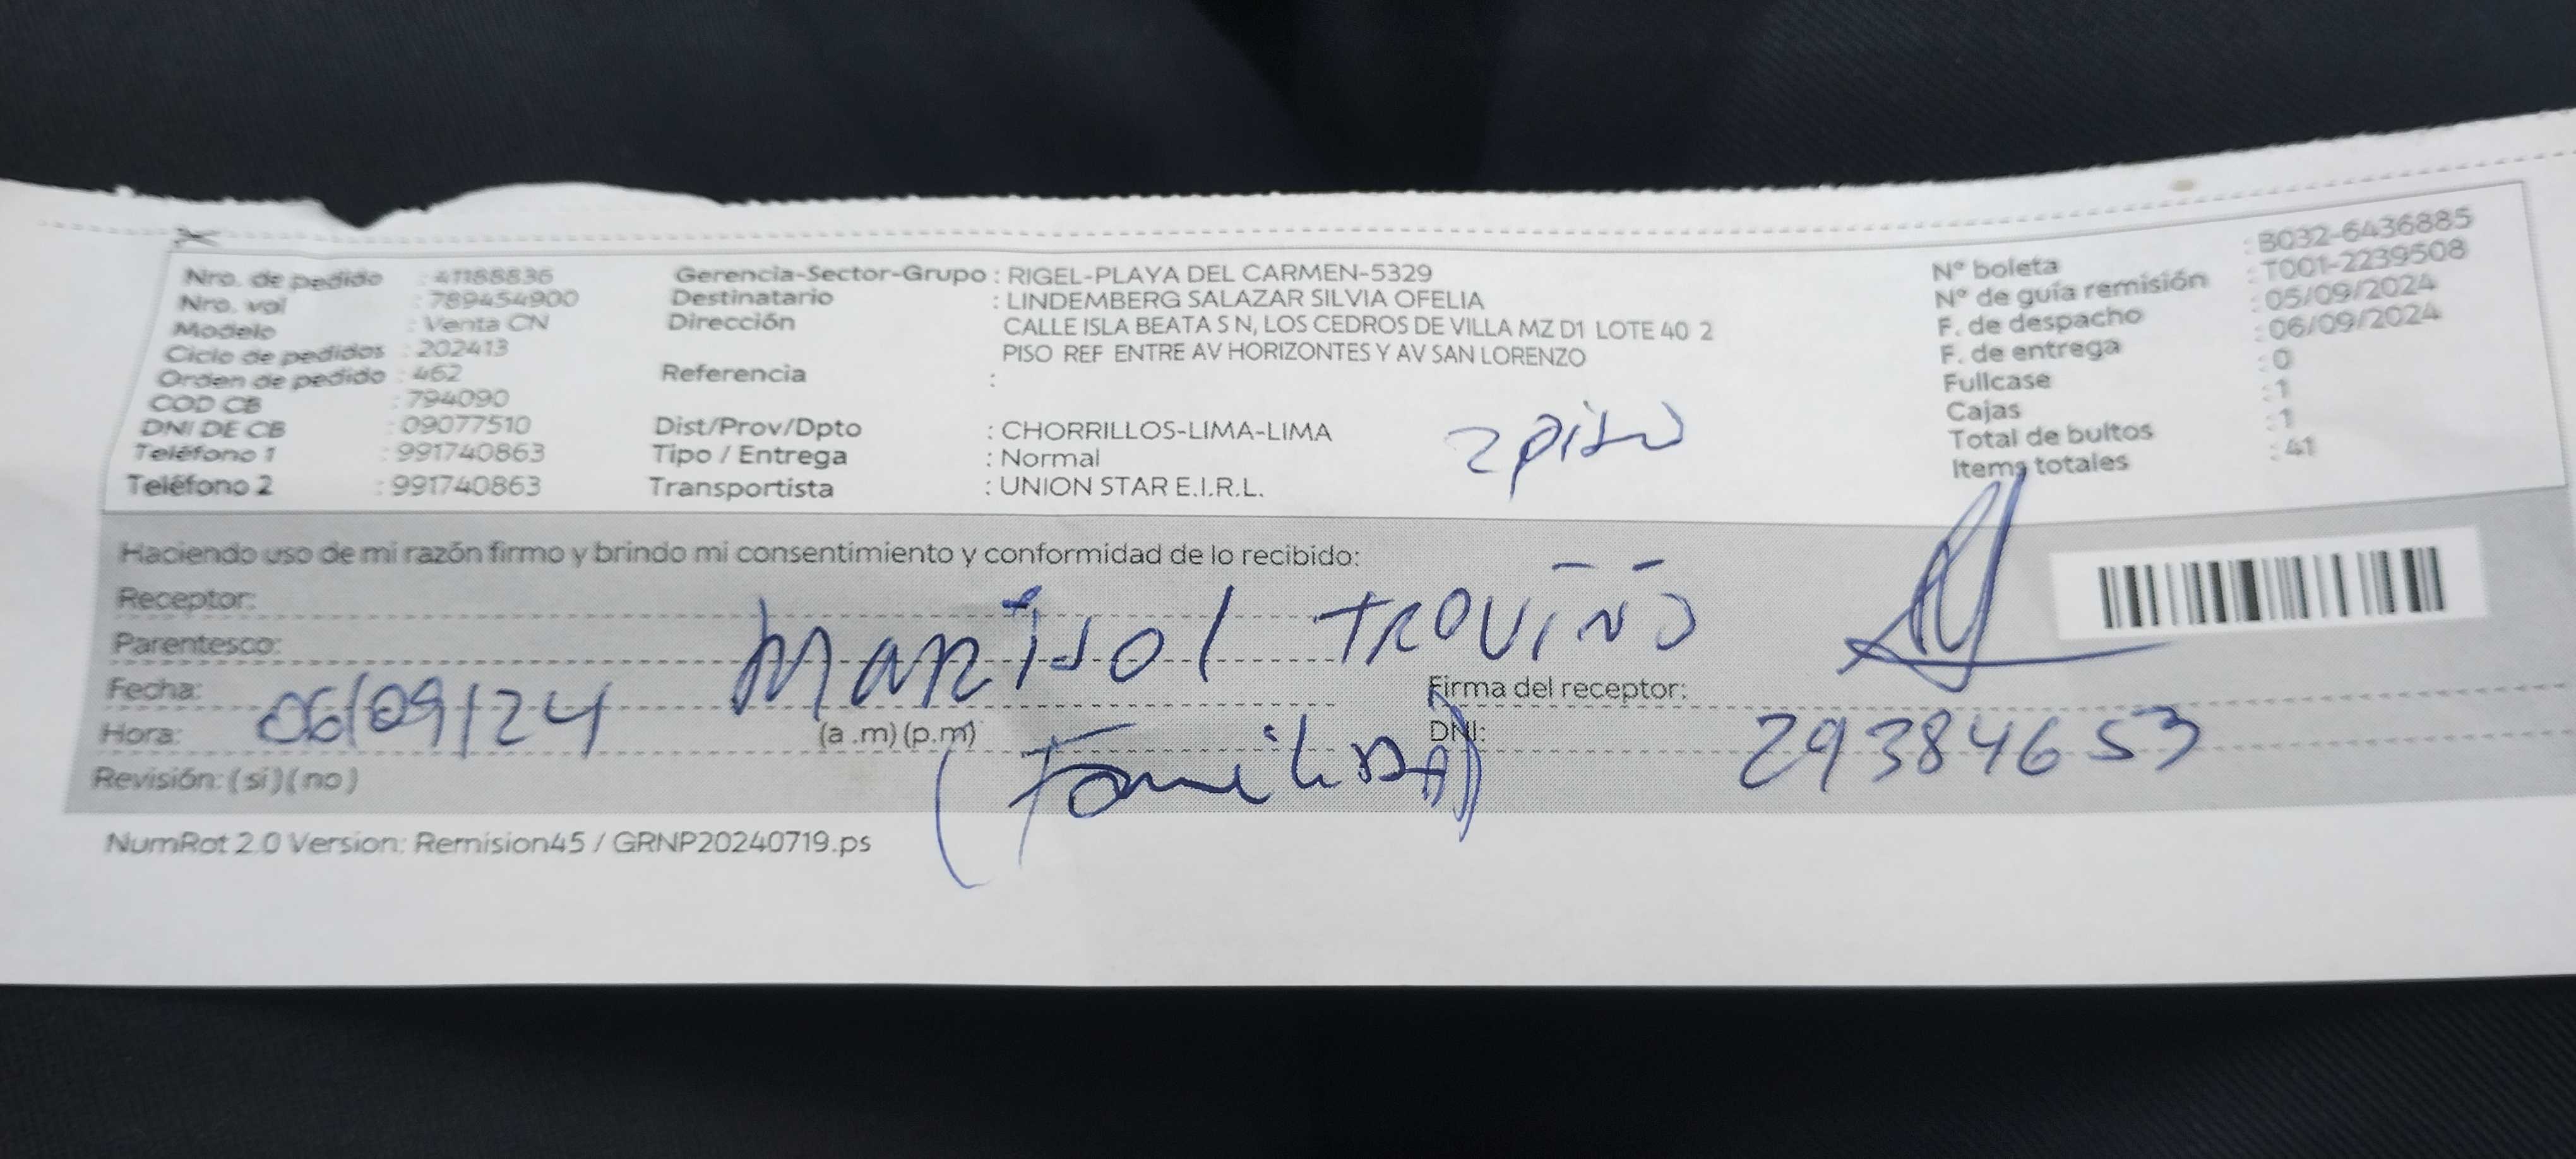 Nro. de pedido : 41188836
Nro. vol : 789454900
Modelo : Venta CN
Ciclo de pedidos : 202413
Orden de pedido : 462
COD CB : 794090
DNI DE CB : 09077510
Teléfono 1 : 991740863
Teléfono 2 : 991740863
Gerencia-Sector-Grupo : RIGEL-PLAYA DEL CARMEN-5329
Destinatario : LINDEMBERG SALAZAR SILVIA OFELIA
Dirección CALLE ISLA BEATA S N, LOS CEDROS DE VILLA MZ D1 LOTE 40 2
PISO REF ENTRE AV HORIZONTES Y AV SAN LORENZO
Referencia :
Dist/Prov/Dpto : CHORRILLOS-LIMA-LIMA
Tipo / Entrega : Normal
Transportista : UNION STAR E.I.R.L.
2 piso
N° boleta : B032-6436885
N° de guía remisión : T001-2239508
F. de despacho : 05/09/2024
F. de entrega : 06/09/2024
Fullcase : 0
Cajas : 1
Total de bultos : 1
Items totales : 41
Haciendo uso de mi razón firmo y brindo mi consentimiento y conformidad de lo recibido:
Receptor: Marisol TROVIÑO
Parentesco:
Fecha: 06/09/24
Firma del receptor:
Hora: (a .m) (p.m)
DNI: 29384653
Revisión: (si) (no)
NumRot 2.0 Version: Remision45 / GRNP20240719.ps